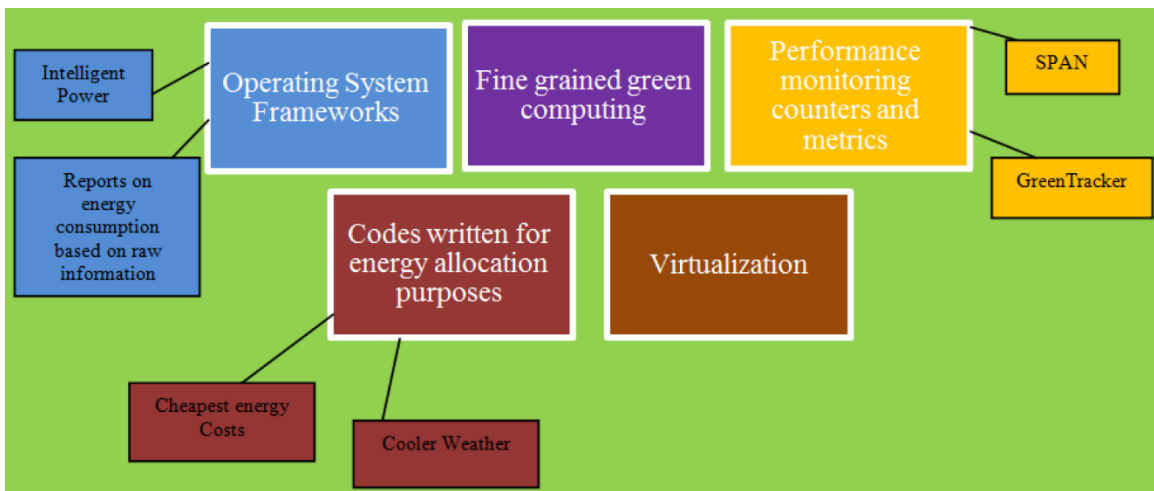 Intelligent
Power
Operating System
Frameworks
Fine grained green
computing
Performance
monitoring
counters and
metrics
SPAN
Reports on
energy
consumption
based on raw
information
GreenTracker
Codes written for
energy allocation
purposes
Virtualization
Cheapest energy
Costs
Cooler Weather